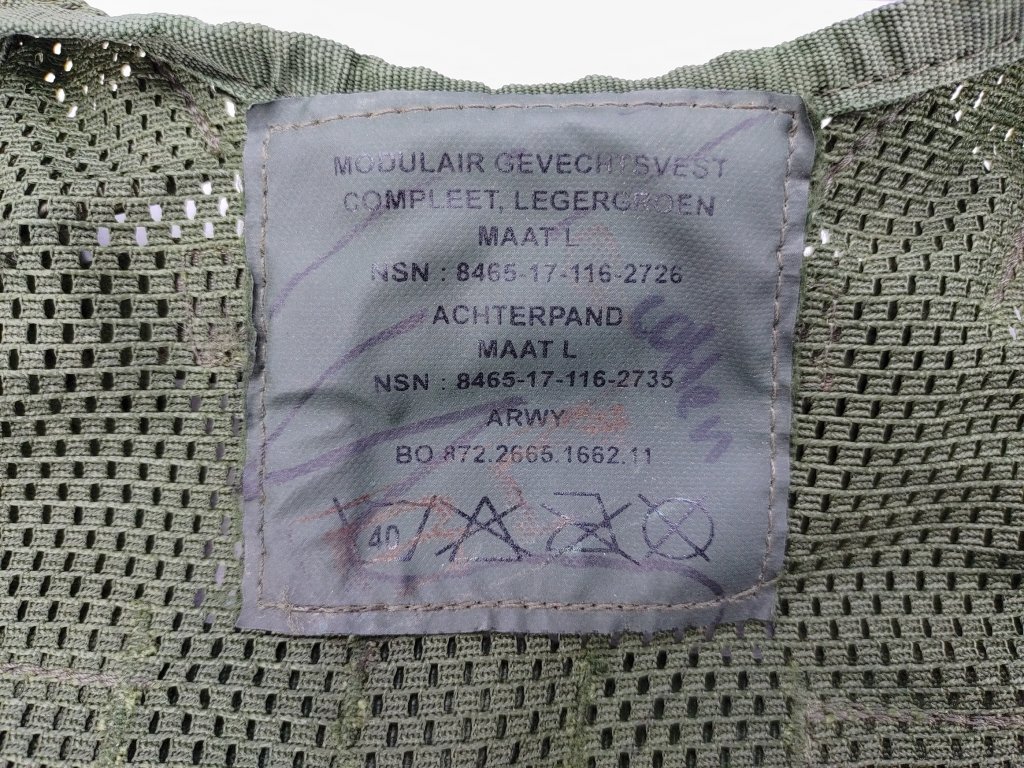 MODULAIR GEVECHTSVEST
COMPLEET, LEGERGROEN
MAAT L
NSN : 8465-17-116-2726
ACHTERPAND
MAAT L
NSN : 8465-17-116-2735
ARWY
BO 872.2665.1662.11
40